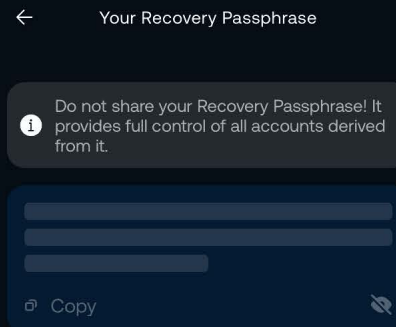 Your Recovery Passphrase
Do not share your Recovery Passphrase! It
provides full control of all accounts derived
from it.
Copy